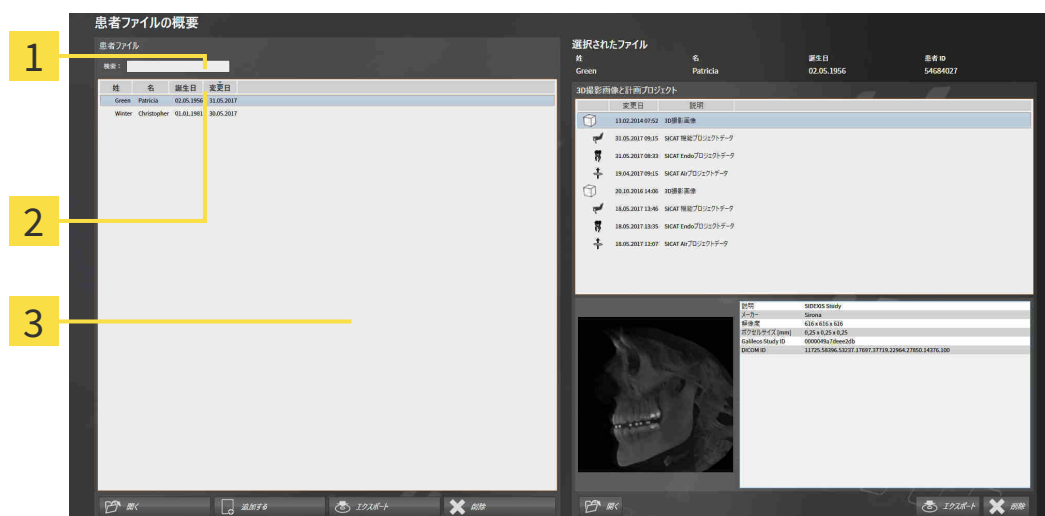 患者ファイルの概要
患者ファイル
1
検索：
姓 名 誕生日 変更日
Green Patricia 02.05.1956 31.05.2017
Winter Christopher 01.01.1981 30.05.2017
2
3
開く 追加する エクスポート 削除
選択されたファイル
姓 名 誕生日 患者 ID
Green Patricia 02.05.1956 54684027
3D撮影画像と計画プロジェクト
変更日 説明
13.02.2014 07:52 3D撮影画像
31.05.2017 09:15 SICAT 機能プロジェクトデータ
31.05.2017 08:33 SICAT Endoプロジェクトデータ
19.04.2017 09:15 SICAT Airプロジェクトデータ
20.10.2016 14:06 3D撮影画像
16.05.2017 13:46 SICAT 機能プロジェクトデータ
18.05.2017 13:35 SICAT Endoプロジェクトデータ
18.05.2017 13:07 SICAT Airプロジェクトデータ
説明 SIDEXIS Study
メーカー Sirona
解像度 616 x 616 x 616
ボクセルサイズ [mm] 0,25 x 0,25 x 0,25
Galileos Study ID 0000049a7deee2db
DICOM ID 11725.58396.53237.17697.37719.22964.27850.14376.100
開く エクスポート 削除